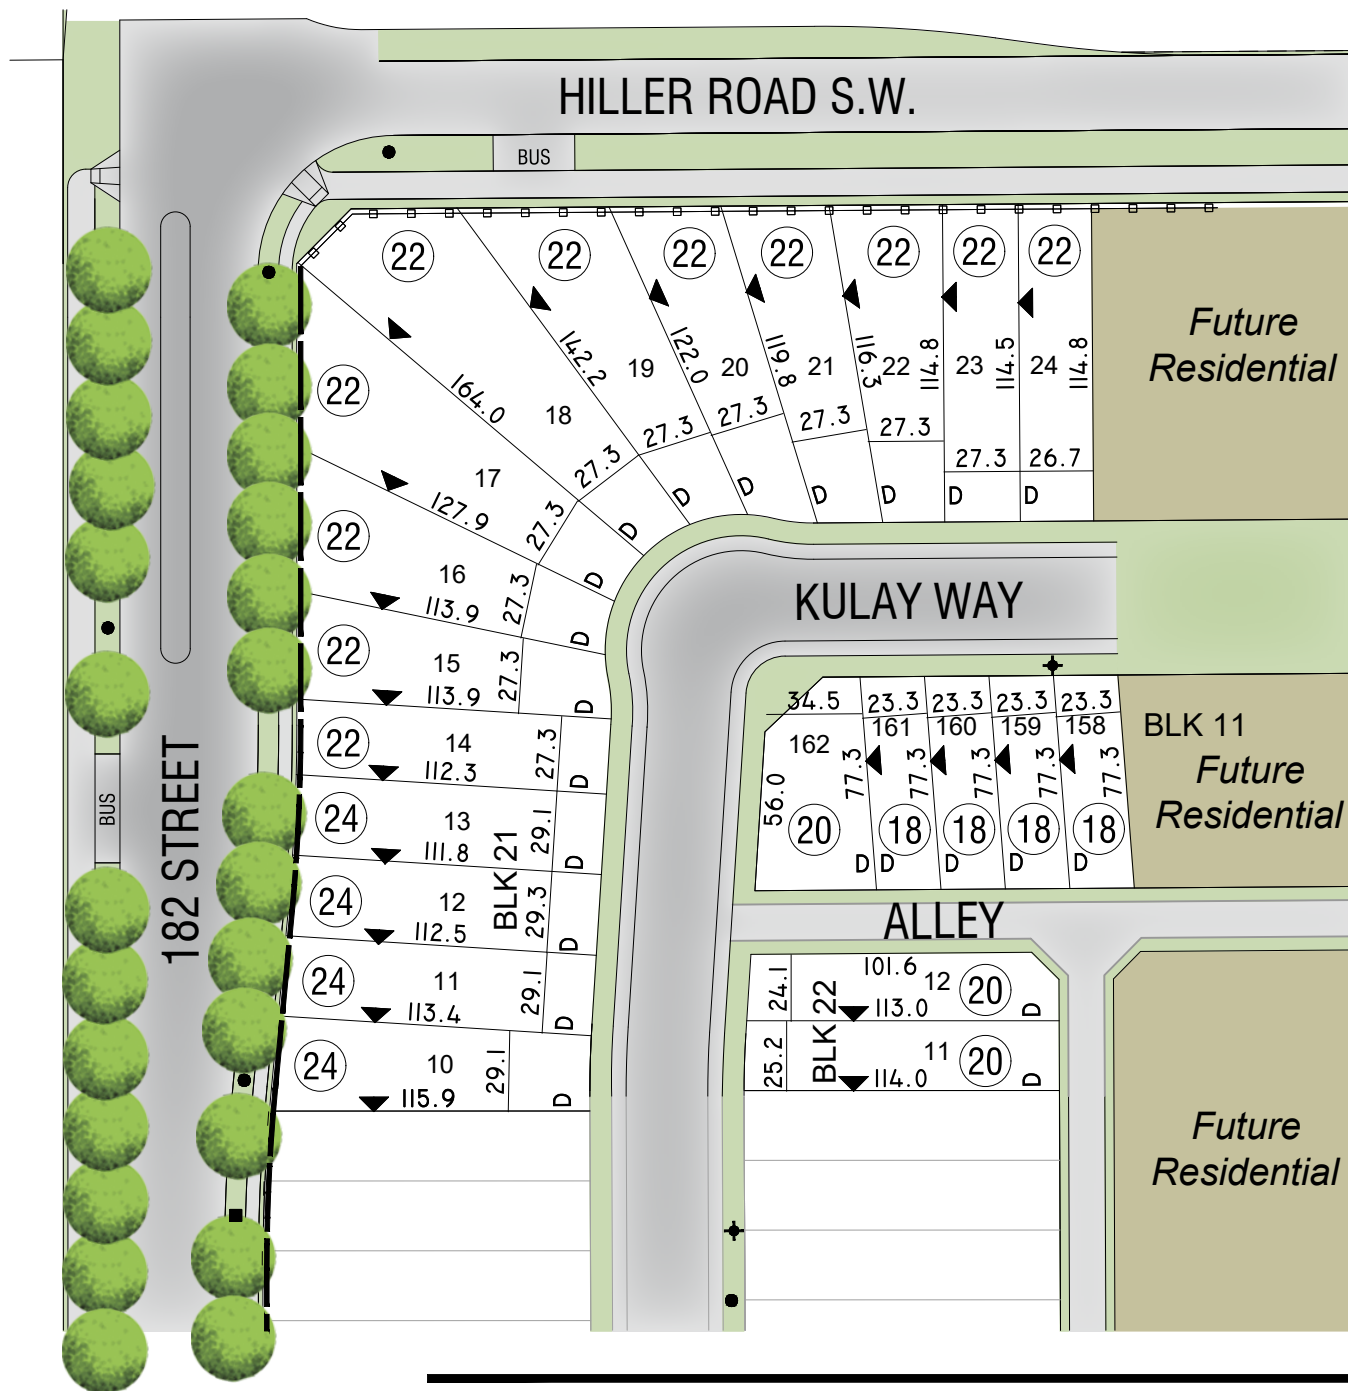 HILLER ROAD S.W.
BUS
22
22
22
22
22
22
22
Future
Residential
164.0
142.2
122.0
119.8
116.3
114.8
114.5
114.8
18
19
20
21
22
23
24
27.3
27.3
27.3
27.3
27.3
27.3
26.7
D
D
D
D
D
D
D
22
17
127.9
27.3
D
22
16
113.9
27.3
D
22
15
113.9
27.3
D
22
14
112.3
27.3
D
24
13
111.8
29.1
D
24
12
112.5
29.3
D
24
11
113.4
29.1
D
24
10
115.9
29.1
D
BLK 21
182 STREET
BUS
KULAY WAY
34.5
23.3
23.3
23.3
23.3
162
161
160
159
158
56.0
77.3
77.3
77.3
77.3
77.3
20
18
18
18
18
D
D
D
D
D
BLK 11
Future
Residential
ALLEY
24.1
101.6
12
20
113.0
D
BLK 22
25.2
11
20
114.0
D
Future
Residential